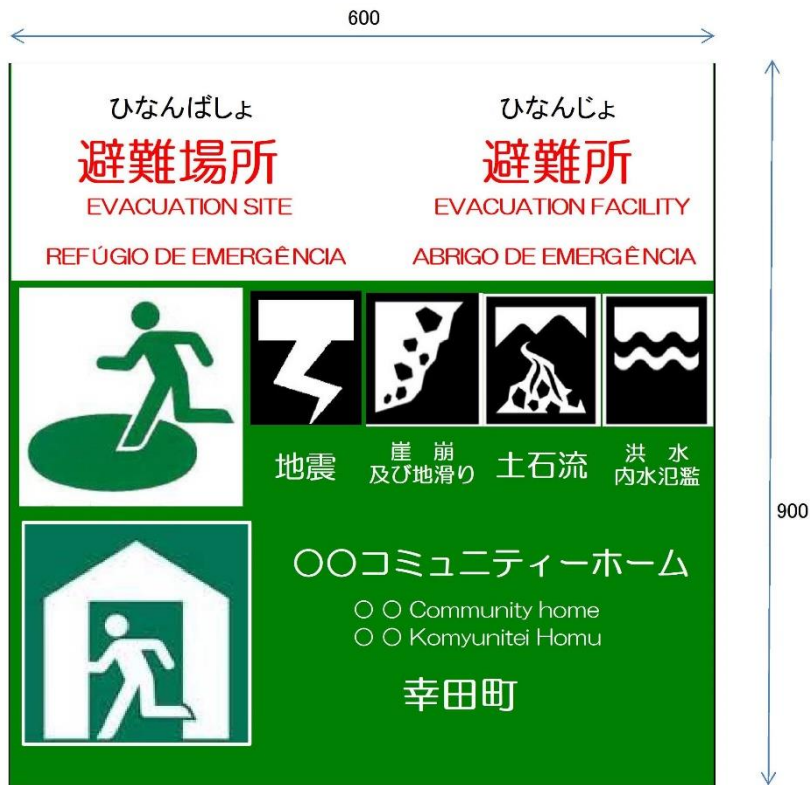 600
ひなんばしょ
避難場所
EVACUATION SITE
REFÚGIO DE EMERGÊNCIA
ひなんじょ
避難所
EVACUATION FACILITY
ABRIGO DE EMERGÊNCIA
地震
崖 崩
及び地滑り
土石流
洪 水
内水氾濫
〇〇コミュニティーホーム
〇 〇 Community home
〇 〇 Komyunitei Homu
幸田町
900